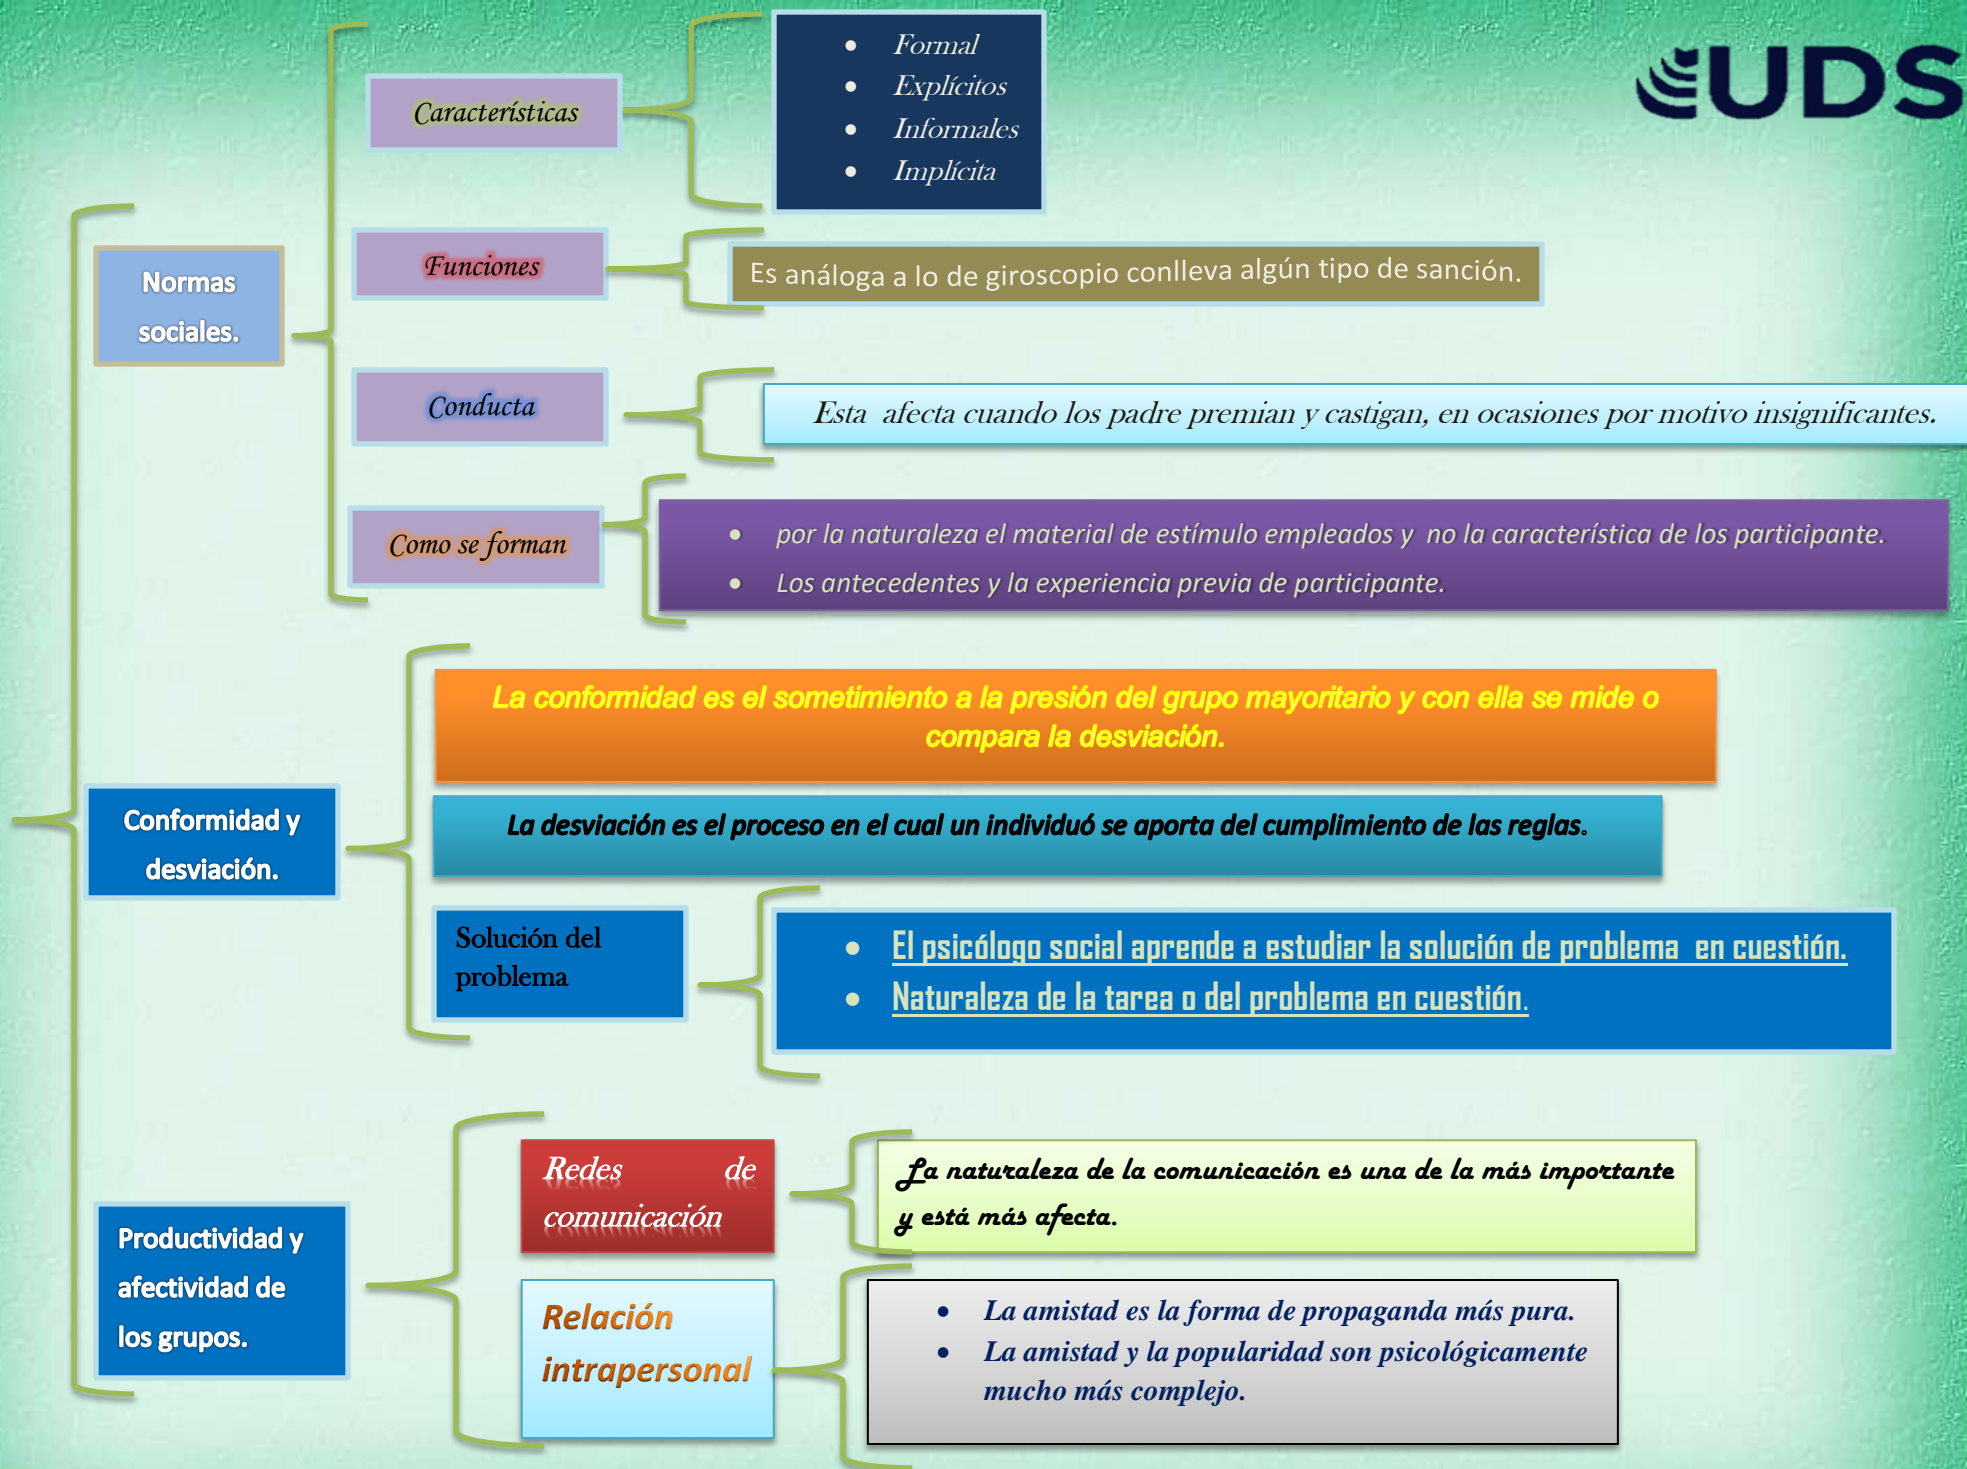 UDS
Características
Formal
Explícitos
Informales
Implícita
Normas
sociales.
Funciones
Es análoga a lo de giroscopio conlleva algún tipo de sanción.
Conducta
Esta afecta cuando los padre premian y castigan, en ocasiones por motivo insignificantes.
Como se forman
por la naturaleza el material de estímulo empleados y no la característica de los participante.
Los antecedentes y la experiencia previa de participante.
Conformidad y
desviación.
La conformidad es el sometimiento a la presión del grupo mayoritario y con ella se mide o
compara la desviación.
La desviación es el proceso en el cual un individuó se aporta del cumplimiento de las reglas.
Solución del
problema
El psicólogo social aprende a estudiar la solución de problema en cuestión.
Naturaleza de la tarea o del problema en cuestión.
Productividad y
afectividad de
los grupos.
Redes de
comunicación
La naturaleza de la comunicación es una de la más importante
y está más afecta.
Relación
intrapersonal
La amistad es la forma de propaganda más pura.
La amistad y la popularidad son psicológicamente
mucho más complejo.